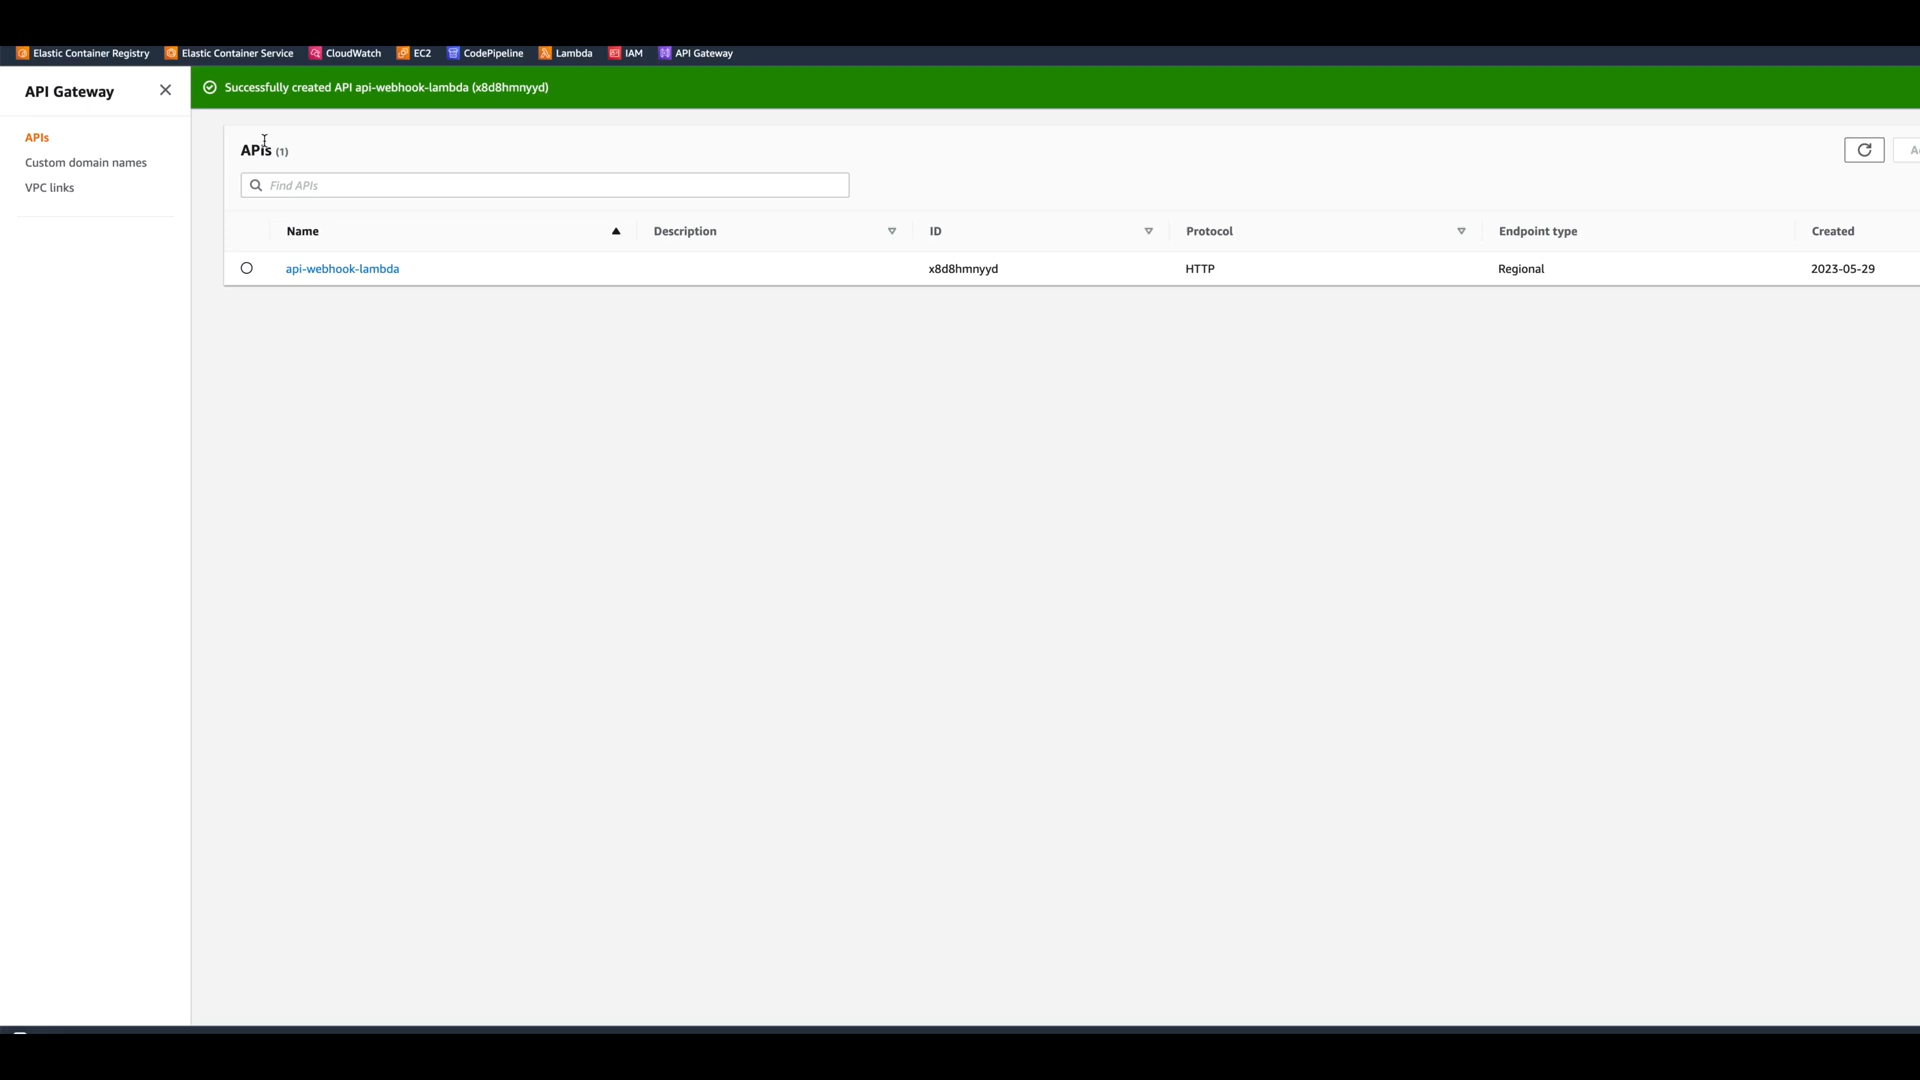 Elastic Container Registry Elastic Container Service CloudWatch EC2 CodePipeline Lambda IAM API Gateway
API Gateway
Successfully created API api-webhook-lambda (x8d8hmnyyd)
APIs
Custom domain names
VPC links
APIs (1)
Find APIs
Name Description ID Protocol Endpoint type Created
api-webhook-lambda x8d8hmnyyd HTTP Regional 2023-05-29